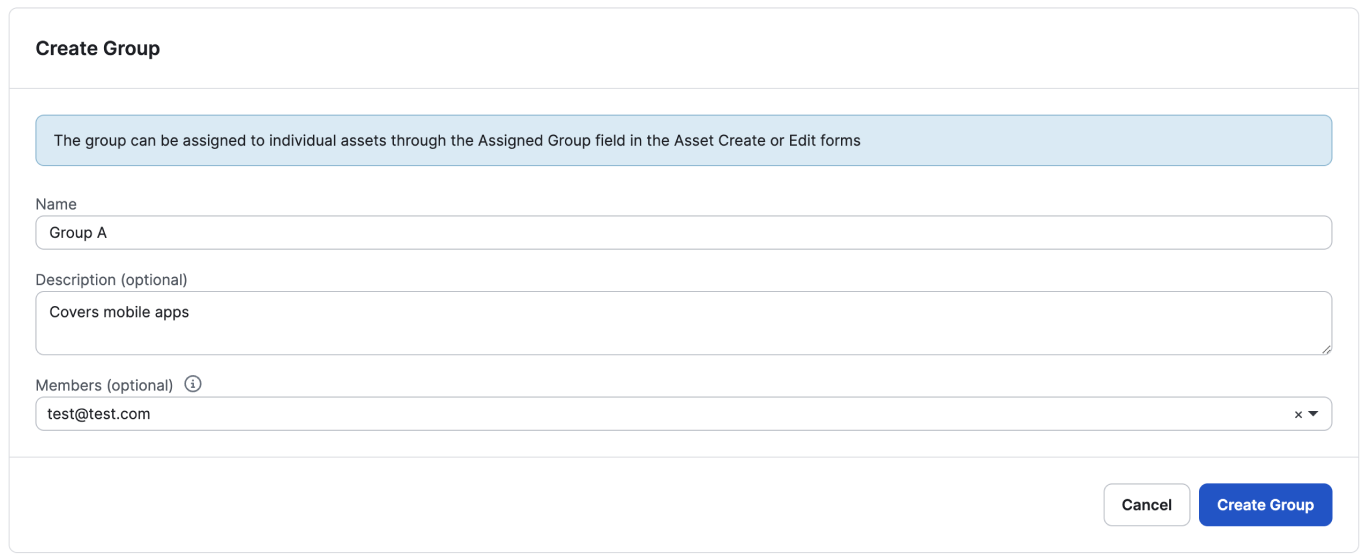 Create Group
The group can be assigned to individual assets through the Assigned Group field in the Asset Create or Edit forms
Name
Group A
Description (optional)
Covers mobile apps
Members (optional)
test@test.com
Cancel Create Group